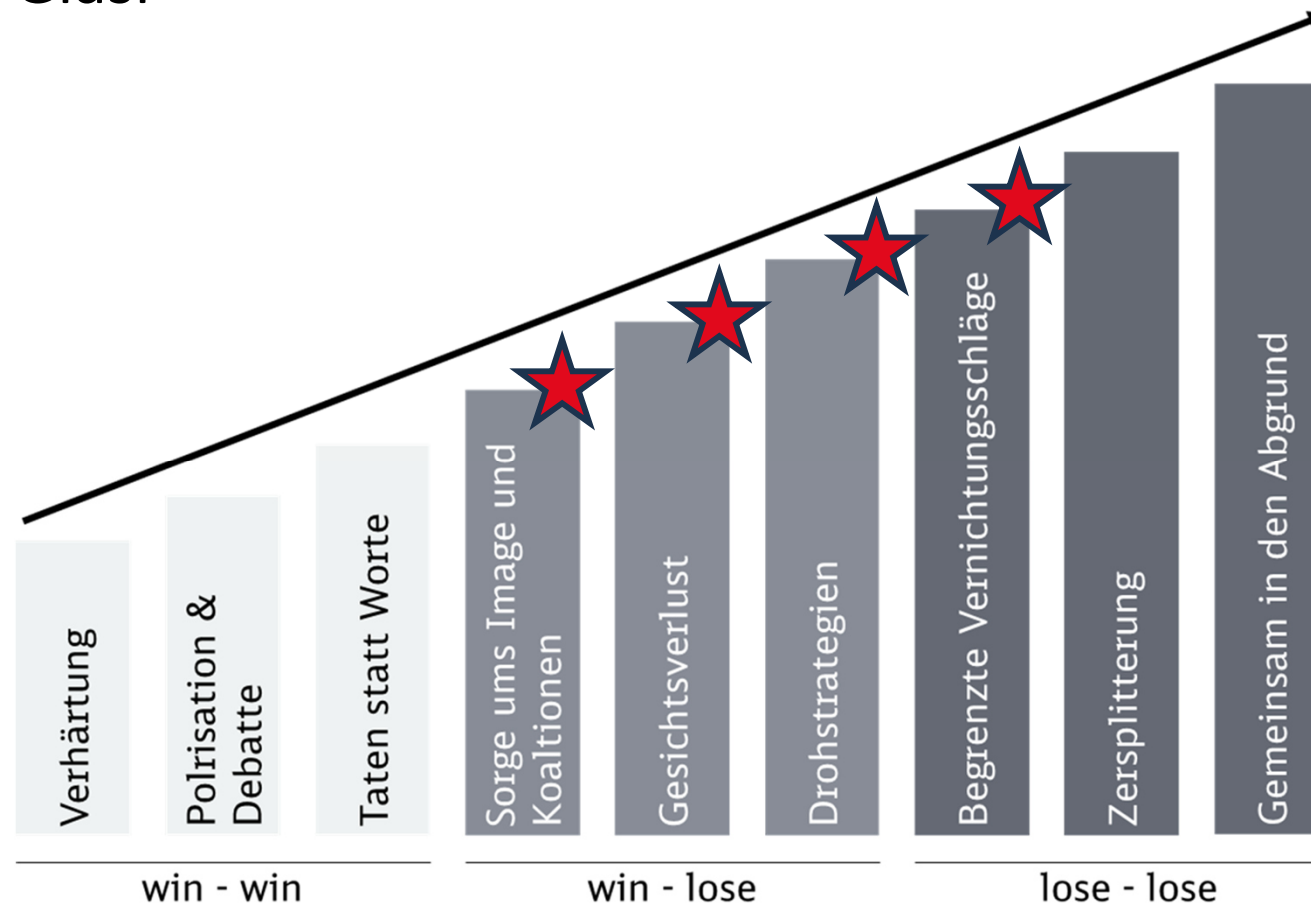 Verhärtung
Polrisation &
Debatte
Taten statt Worte
Sorge ums Image und
Koaltionen
Gesichtsverlust
Drohstrategien
Begrenzte Vernichtungsschläge
Zersplitterung
Gemeinsam in den Abgrund
win - win
win - lose
lose - lose